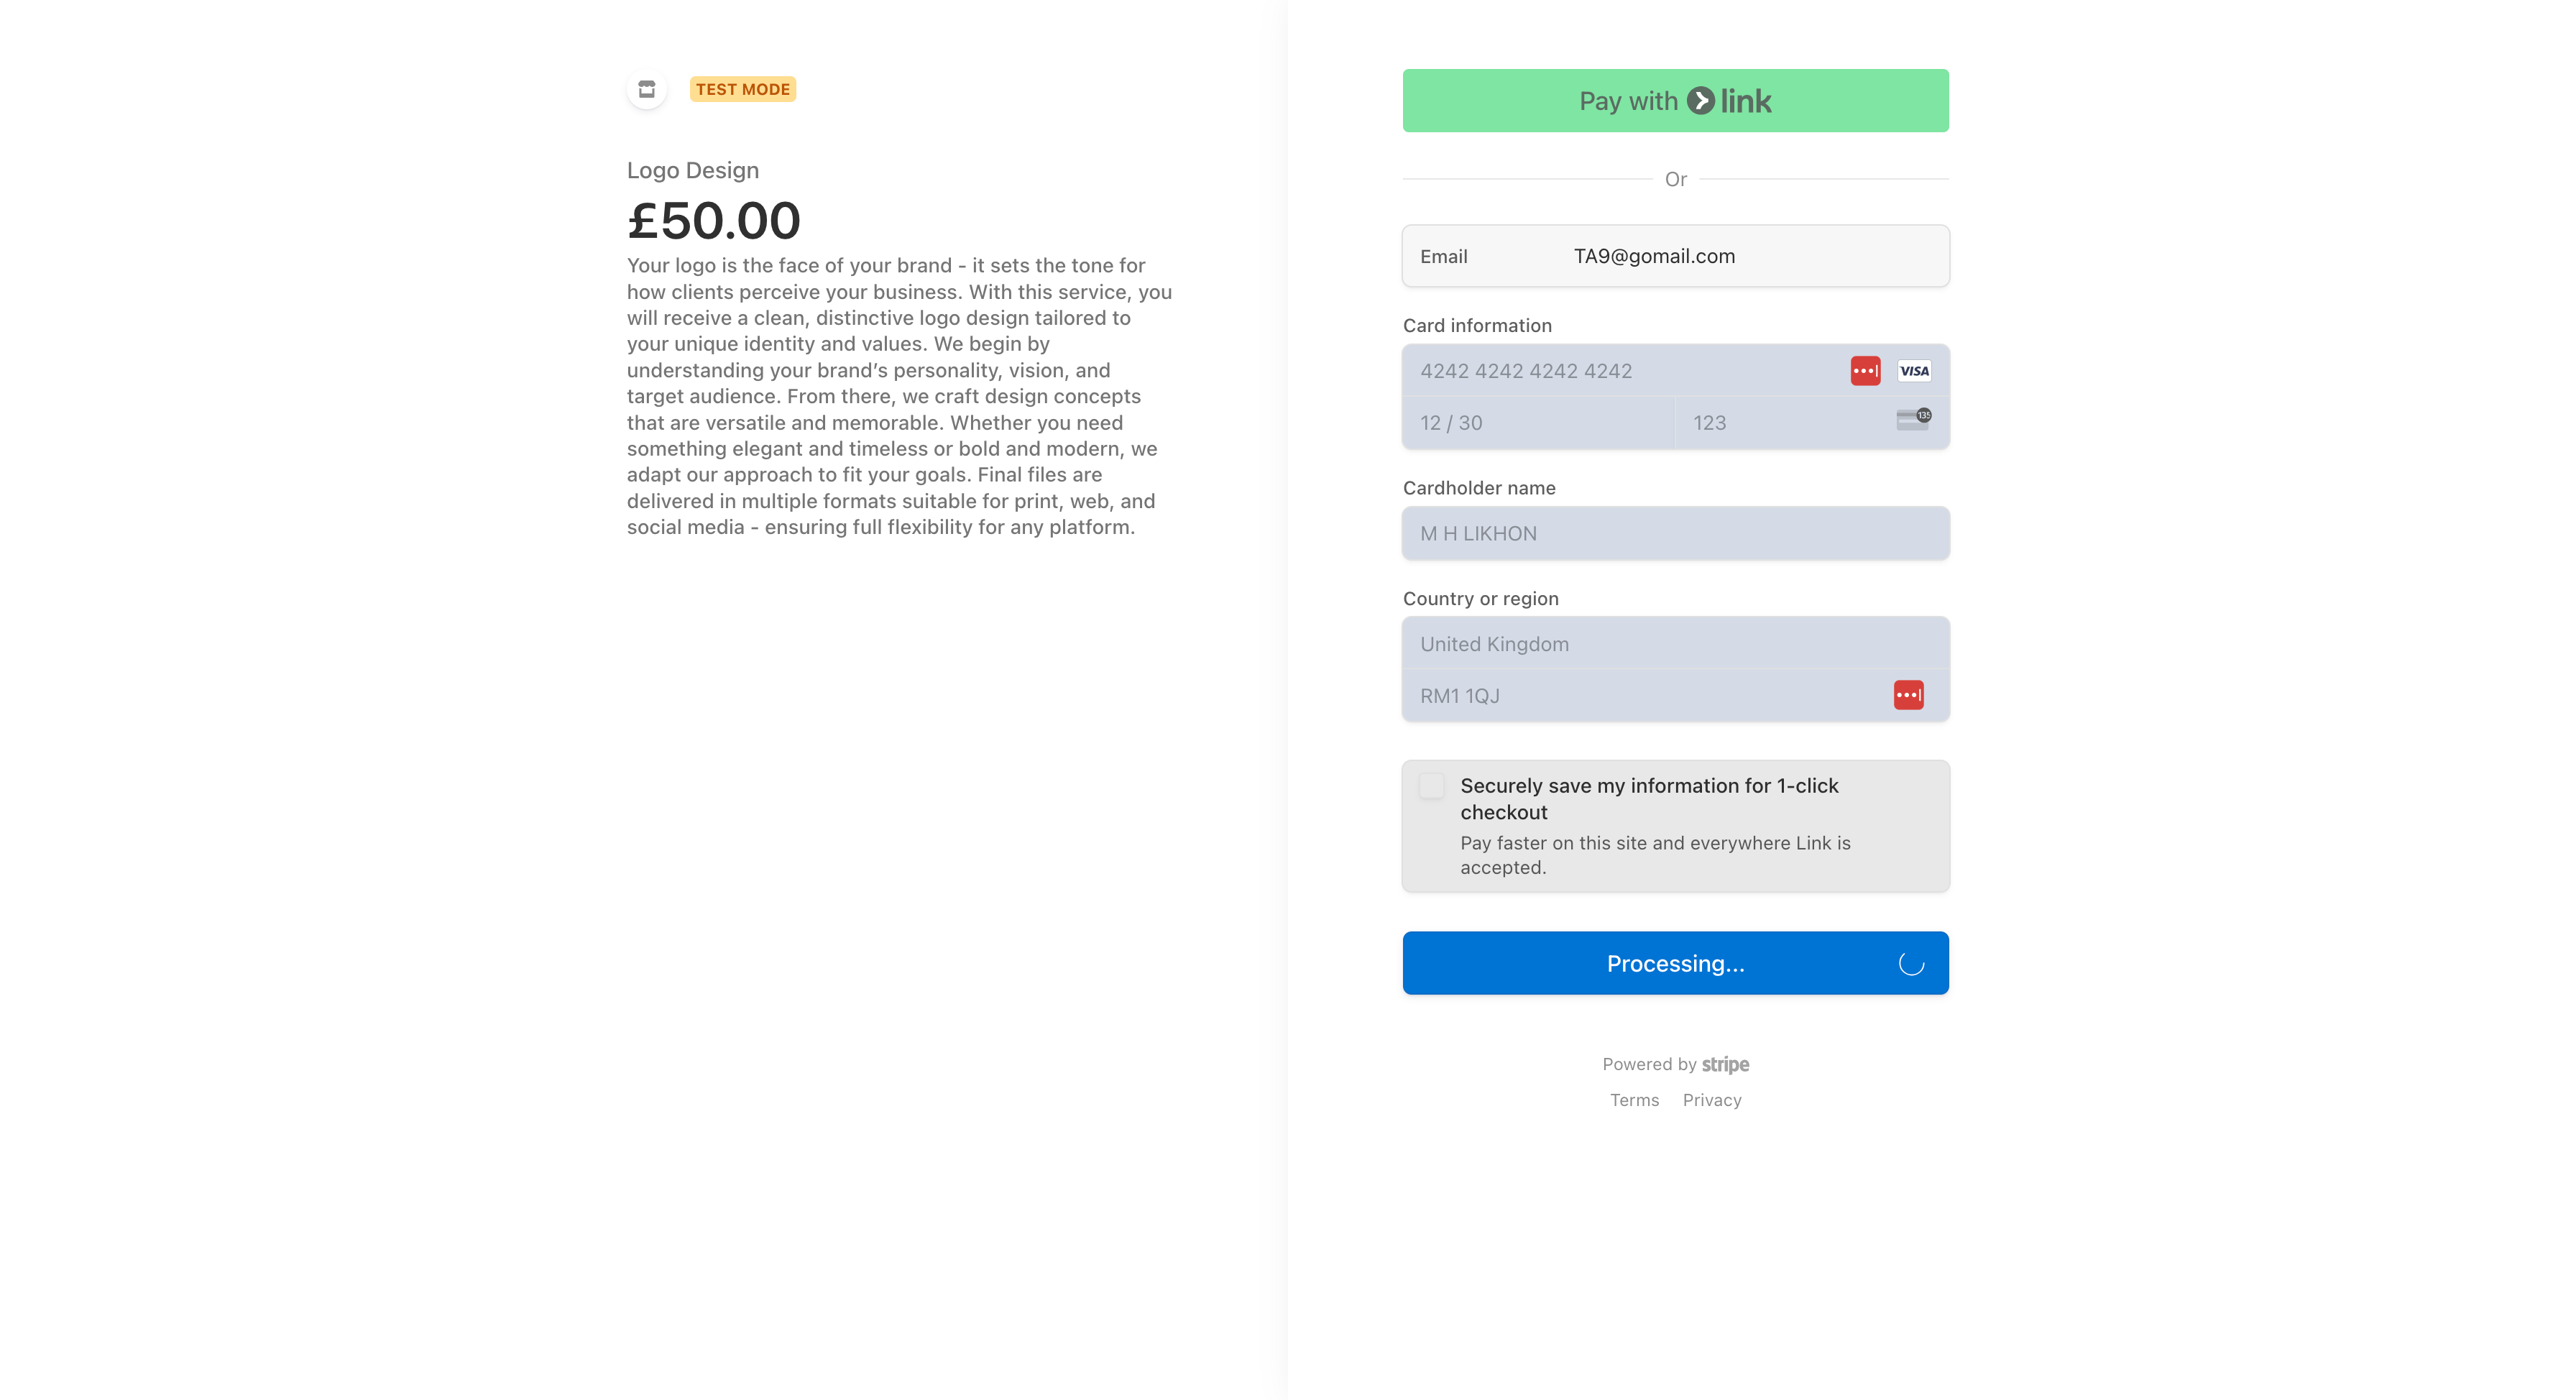 TEST MODE
Logo Design
£50.00
Your logo is the face of your brand - it sets the tone for
how clients perceive your business. With this service, you
will receive a clean, distinctive logo design tailored to
your unique identity and values. We begin by
understanding your brand’s personality, vision, and
target audience. From there, we craft design concepts
that are versatile and memorable. Whether you need
something elegant and timeless or bold and modern, we
adapt our approach to fit your goals. Final files are
delivered in multiple formats suitable for print, web, and
social media - ensuring full flexibility for any platform.
Pay with link
Or
Email TA9@gomail.com
Card information
4242 4242 4242 4242 VISA
12 / 30 123 135
Cardholder name
M H LIKHON
Country or region
United Kingdom
RM1 1QJ
Securely save my information for 1-click
checkout
Pay faster on this site and everywhere Link is
accepted.
Processing...
Powered by stripe
Terms Privacy